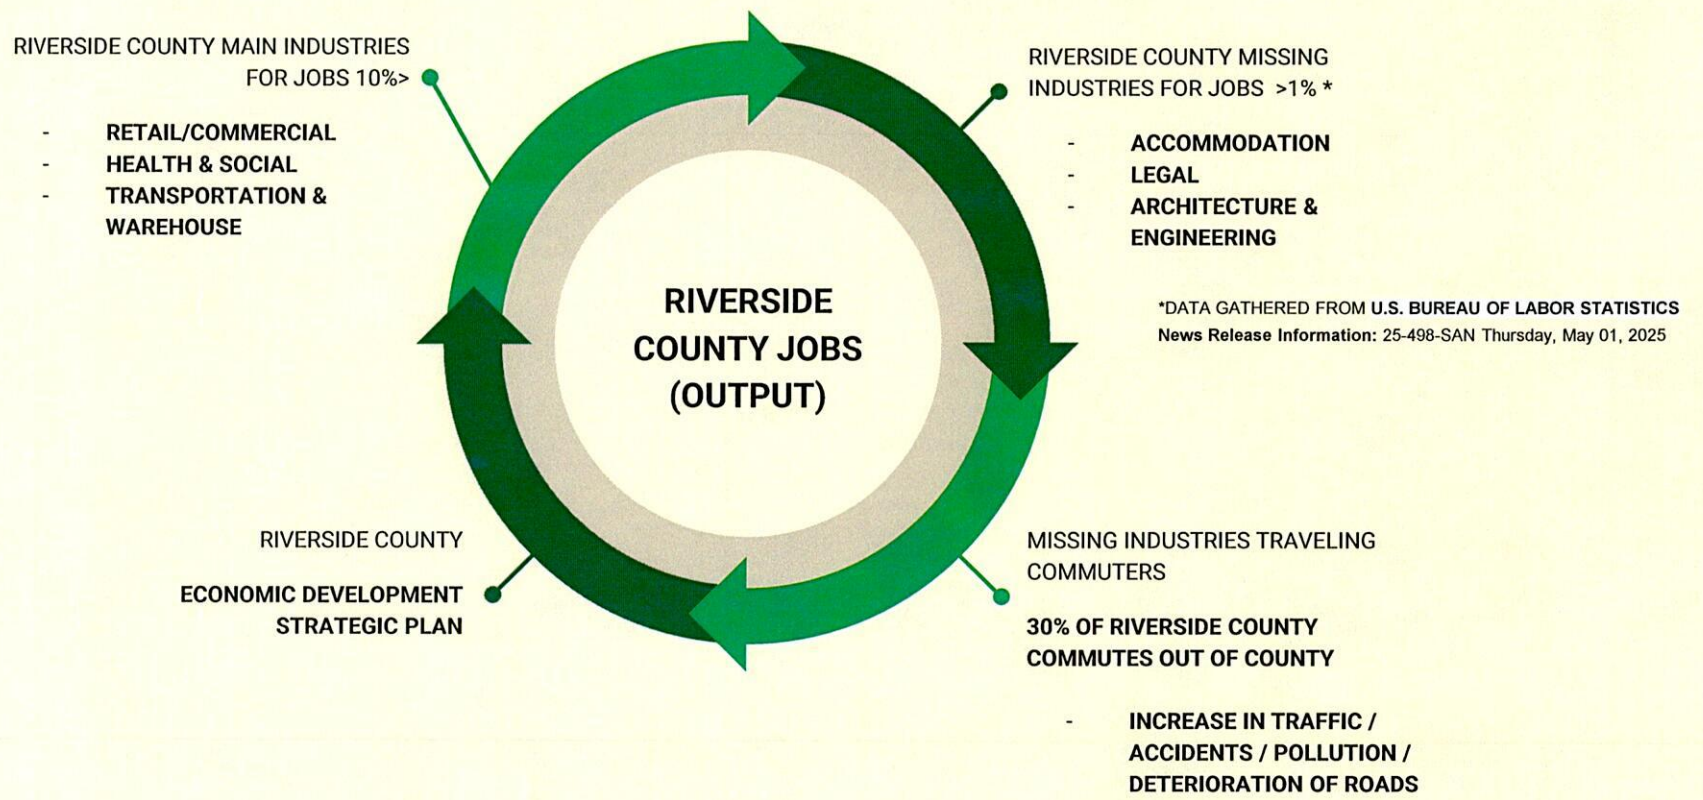 RIVERSIDE COUNTY MAIN INDUSTRIES
FOR JOBS 10%>
- RETAIL/COMMERCIAL
- HEALTH & SOCIAL
- TRANSPORTATION &
WAREHOUSE
RIVERSIDE COUNTY MISSING
INDUSTRIES FOR JOBS >1% *
- ACCOMMODATION
- LEGAL
- ARCHITECTURE &
ENGINEERING
*DATA GATHERED FROM U.S. BUREAU OF LABOR STATISTICS
News Release Information: 25-498-SAN Thursday, May 01, 2025
RIVERSIDE
COUNTY JOBS
(OUTPUT)
RIVERSIDE COUNTY
ECONOMIC DEVELOPMENT
STRATEGIC PLAN
MISSING INDUSTRIES TRAVELING
COMMUTERS
30% OF RIVERSIDE COUNTY
COMMUTES OUT OF COUNTY
- INCREASE IN TRAFFIC /
ACCIDENTS / POLLUTION /
DETERIORATION OF ROADS